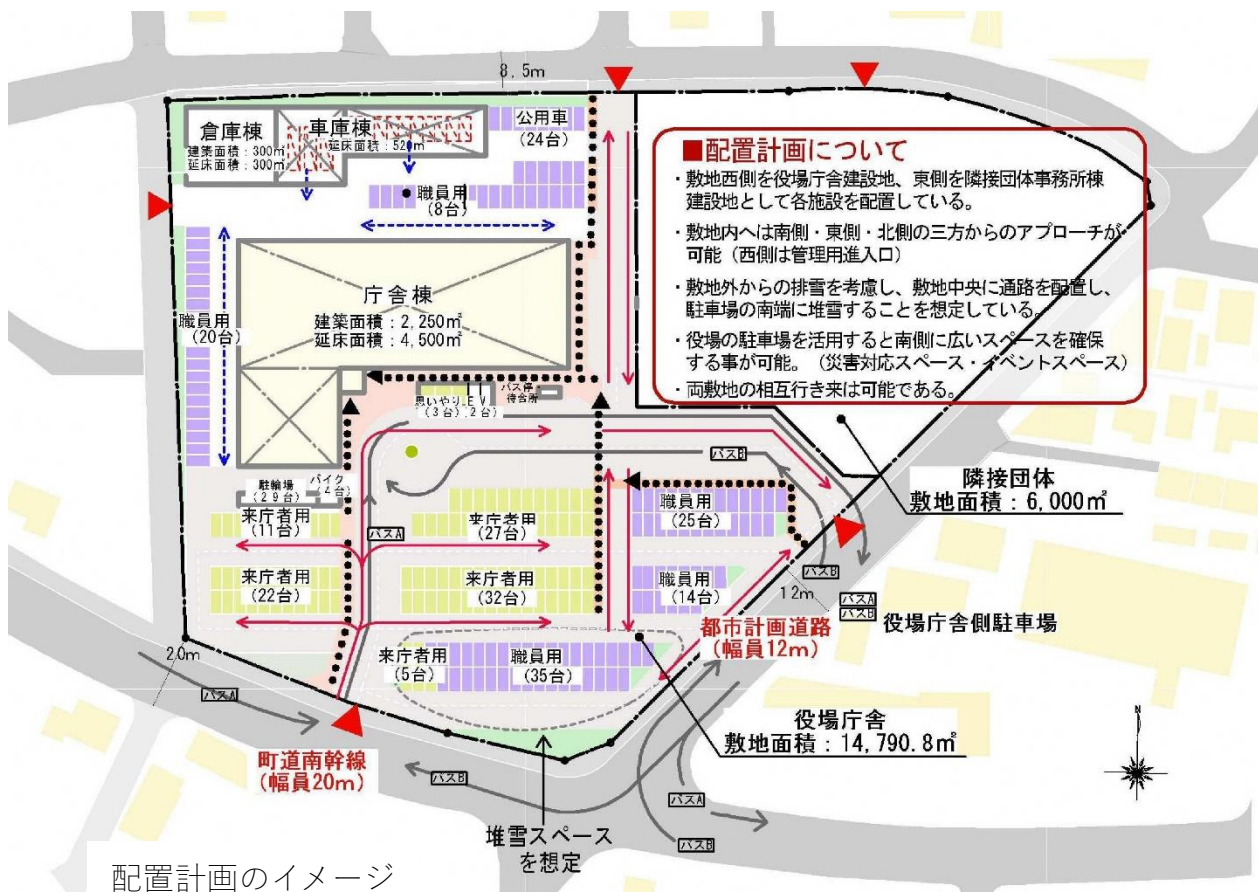 8.5m
倉庫棟
建築面積：300㎡
延床面積：300㎡
車庫棟
延床面積：520㎡
公用車
(24台)
職員用
(8台)
■配置計画について
・敷地西側を役場庁舎建設地、東側を隣接団体事務所棟
建設地として各施設を配置している。
・敷地内へは南側・東側・北側の三方からのアプローチが
可能（西側は管理用進入口）
・敷地外からの排雪を考慮し、敷地中央に通路を配置し、
駐車場の南端に堆雪することを想定している。
・役場の駐車場を活用すると南側に広いスペースを確保
する事が可能。（災害対応スペース・イベントスペース）
・両敷地の相互行き来は可能である。
庁舎棟
建築面積：2,250㎡
延床面積：4,500㎡
職員用
(20台)
思いやり
(3台)
EV
(2台)
バス停
待合所
バスB
駐輪場
(29台)
バイク
(4台)
来庁者用
(11台)
バスA
来庁者用
(27台)
職員用
(25台)
隣接団体
敷地面積：6,000㎡
来庁者用
(22台)
来庁者用
(32台)
職員用
(14台)
12m
バスB
バスA
バスB
役場庁舎側駐車場
都市計画道路
(幅員12m)
20m
来庁者用
(5台)
職員用
(35台)
バスA
役場庁舎
敷地面積：14,790.8㎡
町道南幹線
(幅員20m)
バスB
バスA
バスB
堆雪スペース
を想定
N
配置計画のイメージ